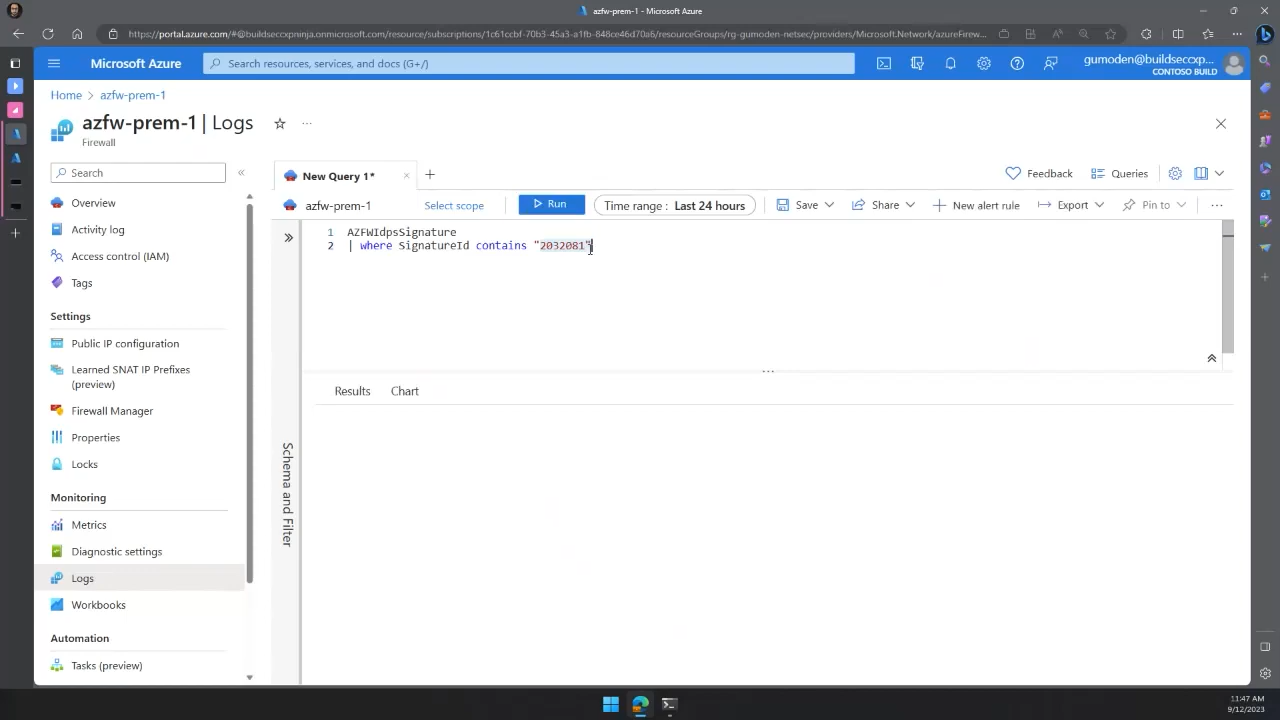 azfw-prem-1 - Microsoft Azure
https://portal.azure.com/#@buildseccxpninja.onmicrosoft.com/resource/subscriptions/1c61ccbf-70b3-45a3-a1fb-848ce46d70a6/resourceGroups/rg-gumoden-netsec/providers/Microsoft.Network/azureFirew...
Microsoft Azure
Search resources, services, and docs (G+/)
gumoden@buildseccxp...
CONTOSO BUILD
Home > azfw-prem-1
azfw-prem-1 | Logs
Firewall
Search
Overview
Activity log
Access control (IAM)
Tags
Settings
Public IP configuration
Learned SNAT IP Prefixes
(preview)
Firewall Manager
Properties
Locks
Monitoring
Metrics
Diagnostic settings
Logs
Workbooks
Automation
Tasks (preview)
New Query 1*
Feedback
Queries
azfw-prem-1
Select scope
Run
Time range : Last 24 hours
Save
Share
New alert rule
Export
Pin to
1 AZFWIdpsSignature
2 | where SignatureId contains "2032081"
Results
Chart
Schema and Filter
11:47 AM
9/12/2023